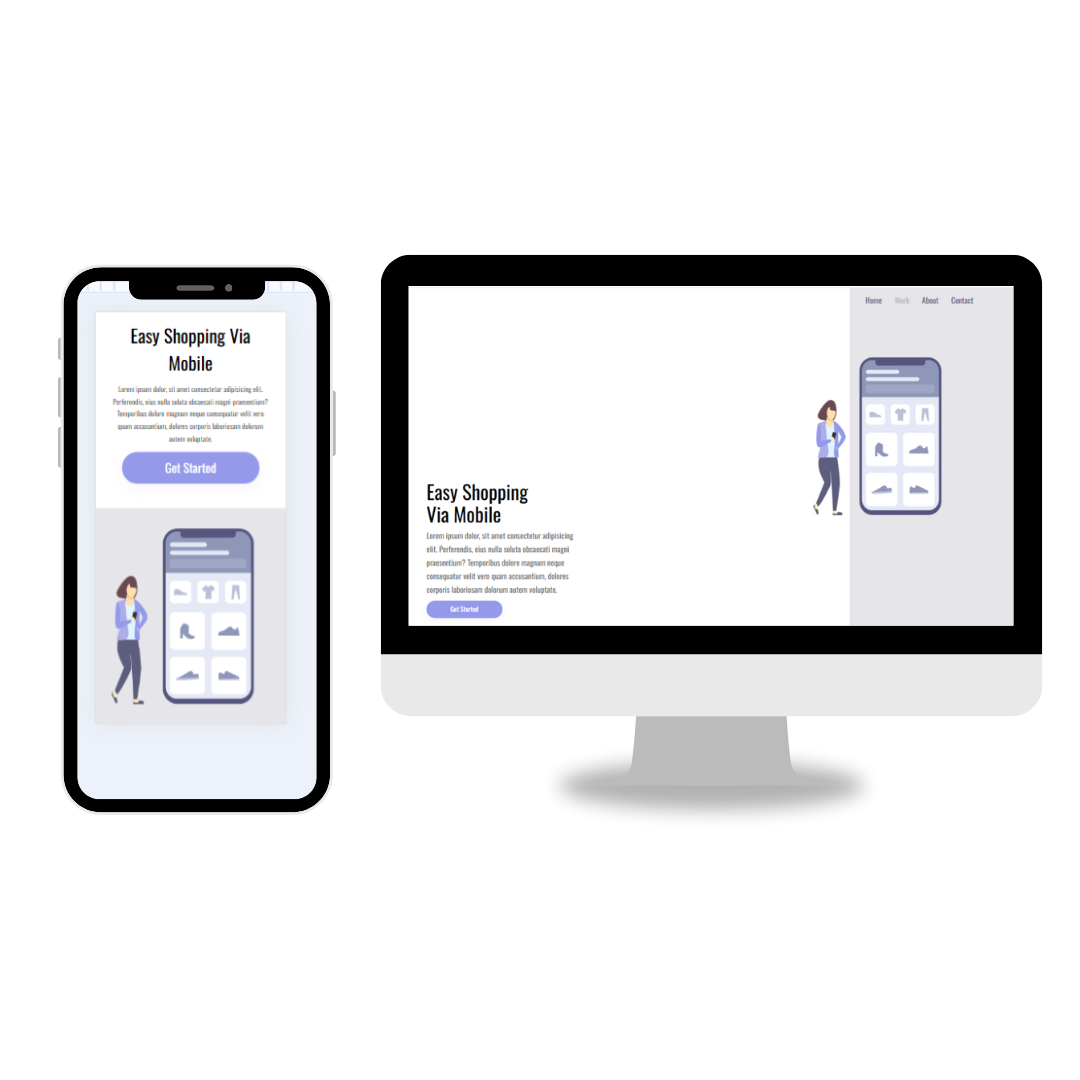 Easy Shopping Via
Mobile
Lorem ipsum dolor, sit amet consectetur adipisicing elit.
Perferendis, eius nulla soluta obcaecati magni praesentium?
Temporibus dolore magnam neque consequatur velit vero
quam accusantium, dolores corporis laboriosam dolorum
autem voluptate.
Get Started
Home Work About Contact
Easy Shopping
Via Mobile
Lorem ipsum dolor, sit amet consectetur adipisicing
elit. Perferendis, eius nulla soluta obcaecati magni
praesentium? Temporibus dolore magnam neque
consequatur velit vero quam accusantium, dolores
corporis laboriosam dolorum autem voluptate.
Get Started